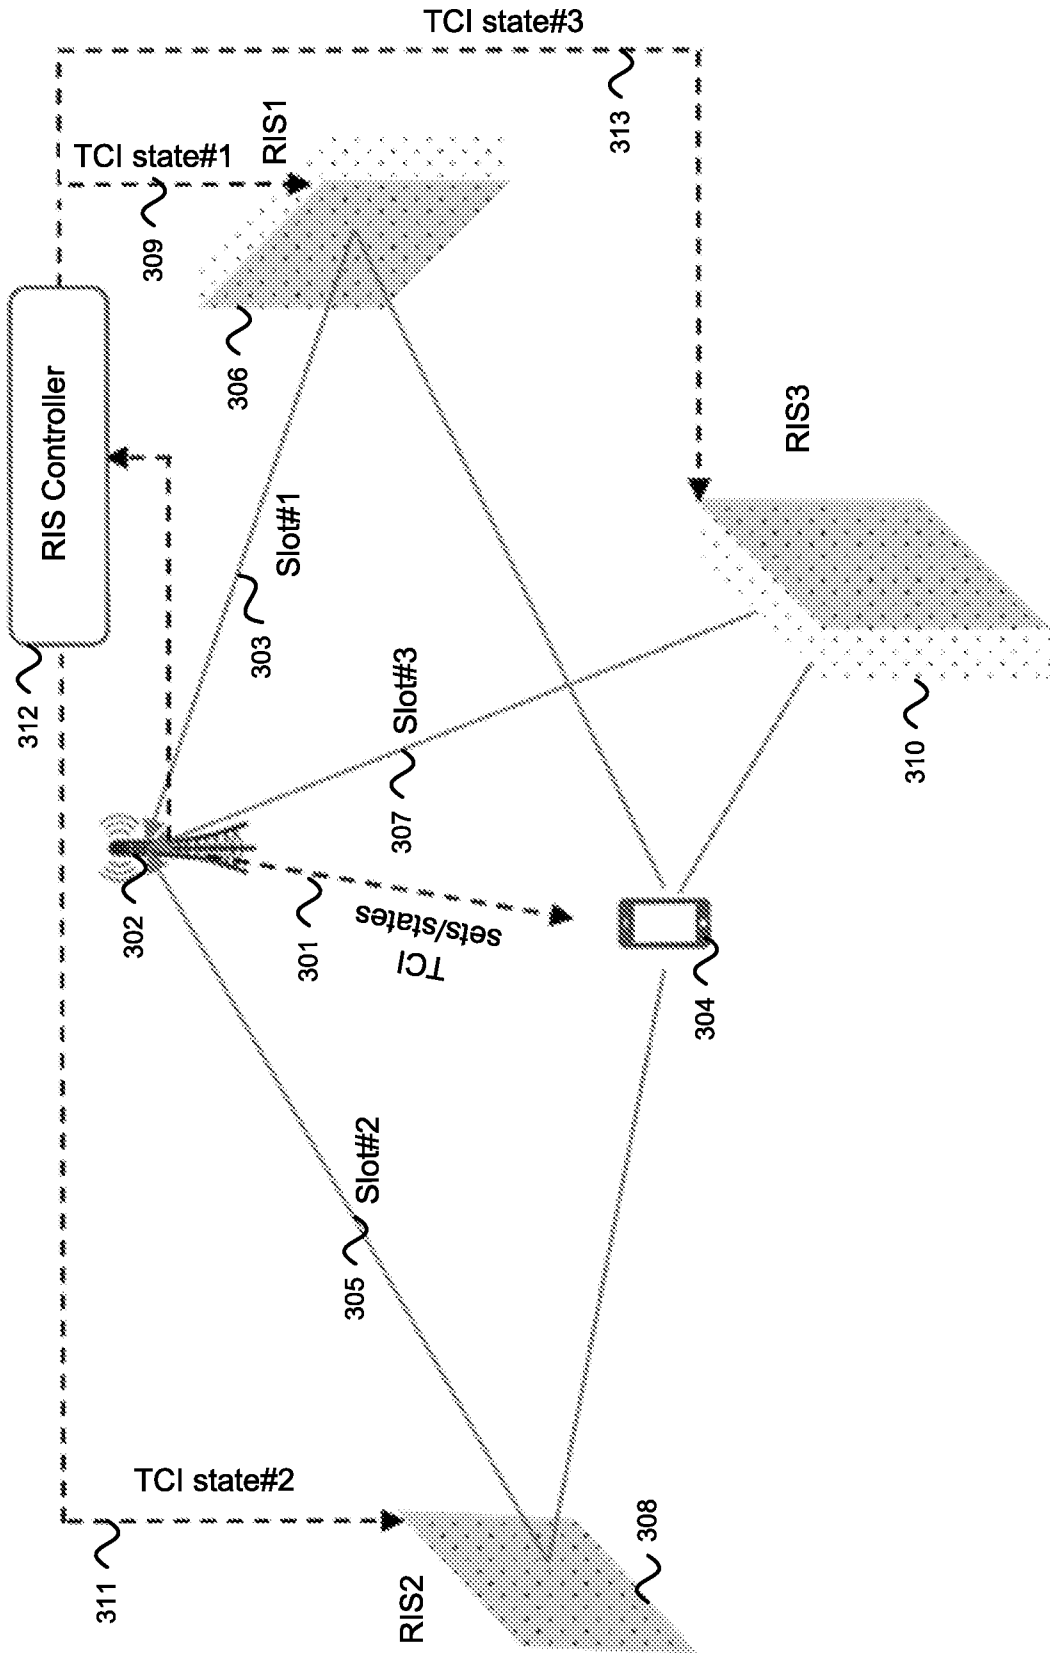 TCI state#3
313
TCI state#1
RIS1
309
306
RIS Controller
312
RIS3
Slot#1
303
Slot#3
307
310
302
301
TCI
sets/states
304
Slot#2
305
TCI state#2
311
RIS2
308